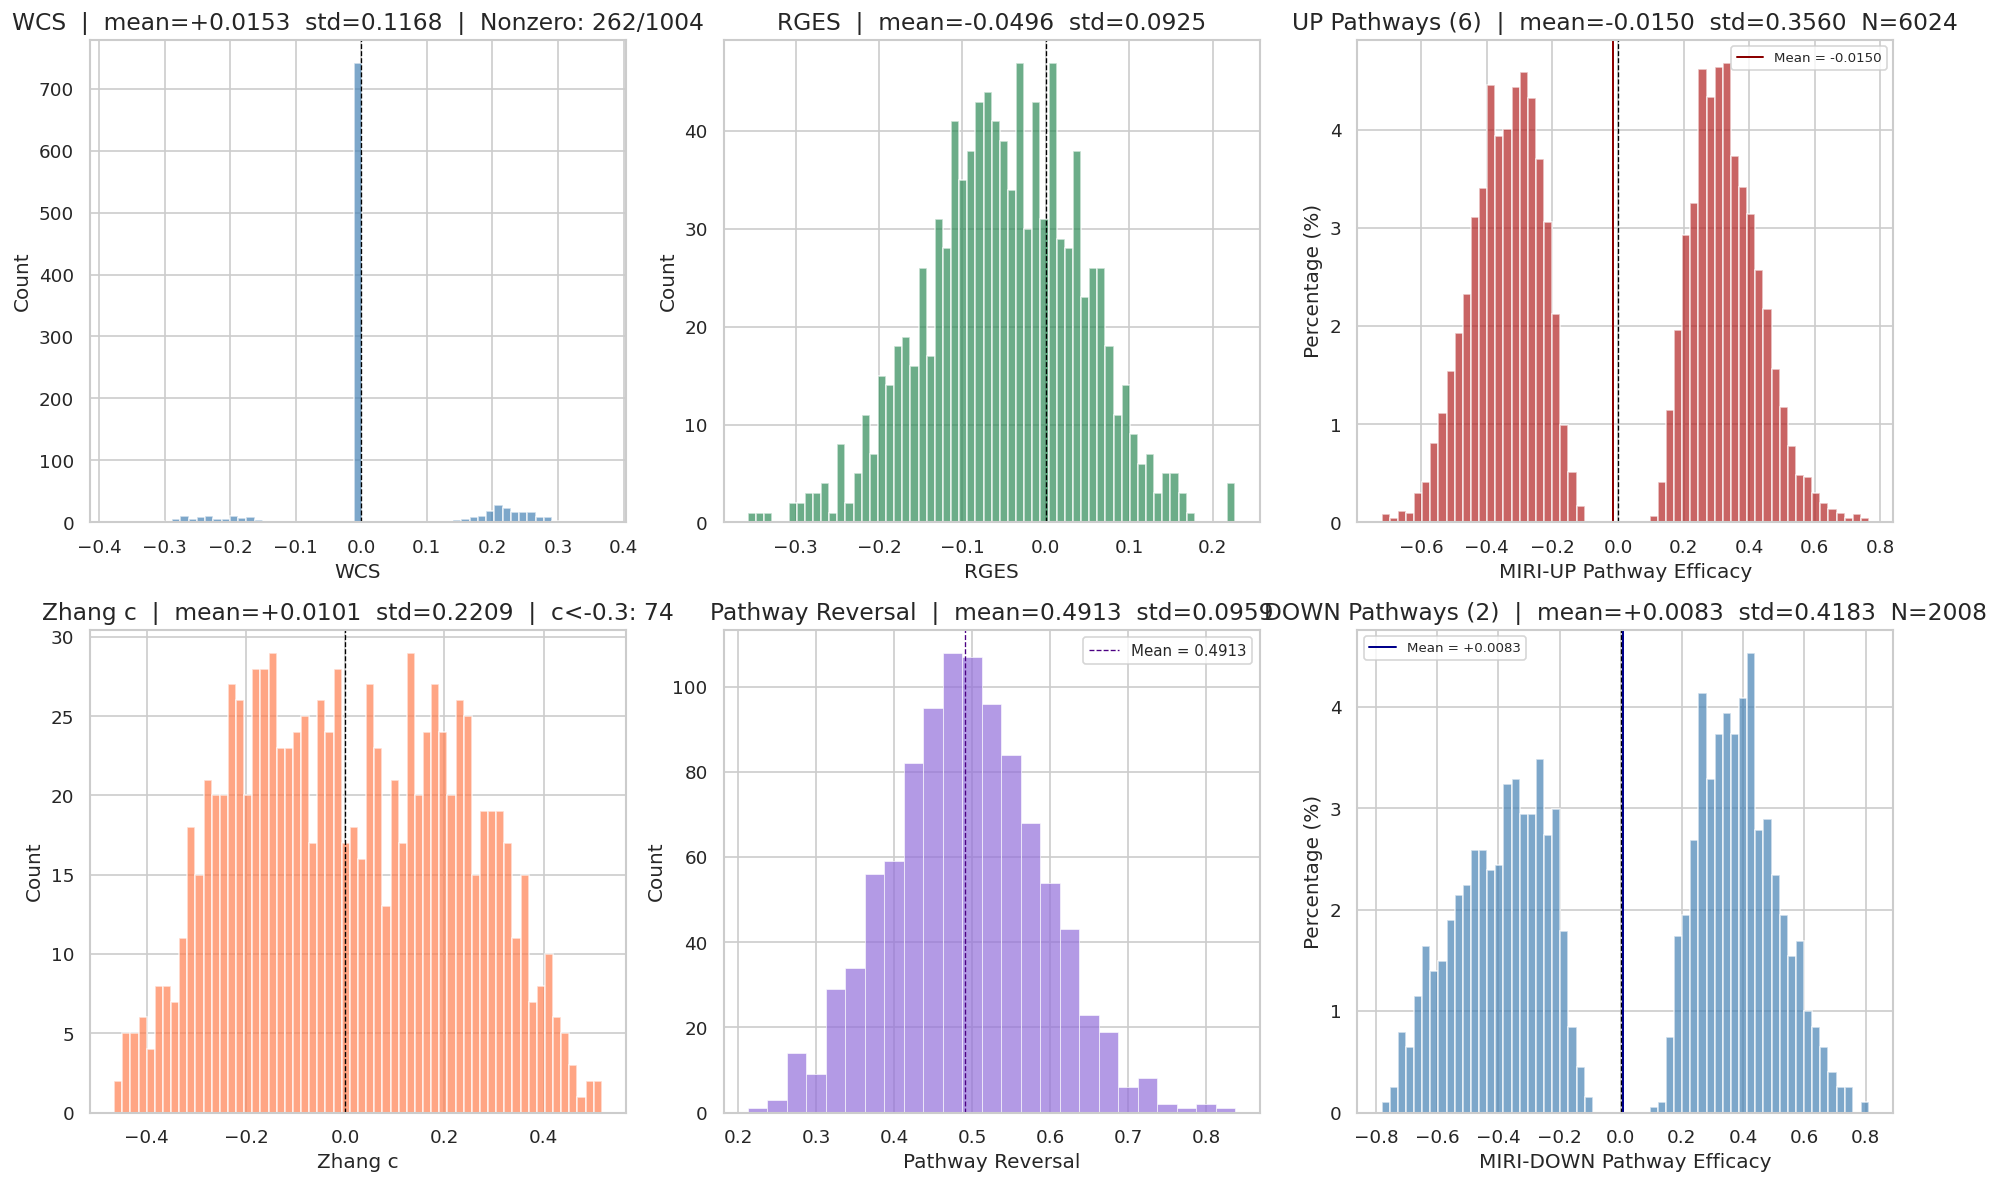 WCS | mean=+0.0153 std=0.1168 | Nonzero: 262/1004
700
600
500
400
300
200
100
0
Count
−0.4 −0.3 −0.2 −0.1 0.0 0.1 0.2 0.3 0.4
WCS
RGES | mean=-0.0496 std=0.0925
40
30
20
10
0
Count
−0.3 −0.2 −0.1 0.0 0.1 0.2
RGES
UP Pathways (6) | mean=-0.0150 std=0.3560 N=6024
Mean = -0.0150
4
3
2
1
0
Percentage (%)
−0.6 −0.4 −0.2 0.0 0.2 0.4 0.6 0.8
MIRI-UP Pathway Efficacy
Zhang c | mean=+0.0101 std=0.2209 | c<-0.3: 74
30
25
20
15
10
5
0
Count
−0.4 −0.2 0.0 0.2 0.4
Zhang c
Pathway Reversal | mean=0.4913 std=0.0959
Mean = 0.4913
100
80
60
40
20
0
Count
0.2 0.3 0.4 0.5 0.6 0.7 0.8
Pathway Reversal
DOWN Pathways (2) | mean=+0.0083 std=0.4183 N=2008
Mean = +0.0083
4
3
2
1
0
Percentage (%)
−0.8 −0.6 −0.4 −0.2 0.0 0.2 0.4 0.6 0.8
MIRI-DOWN Pathway Efficacy